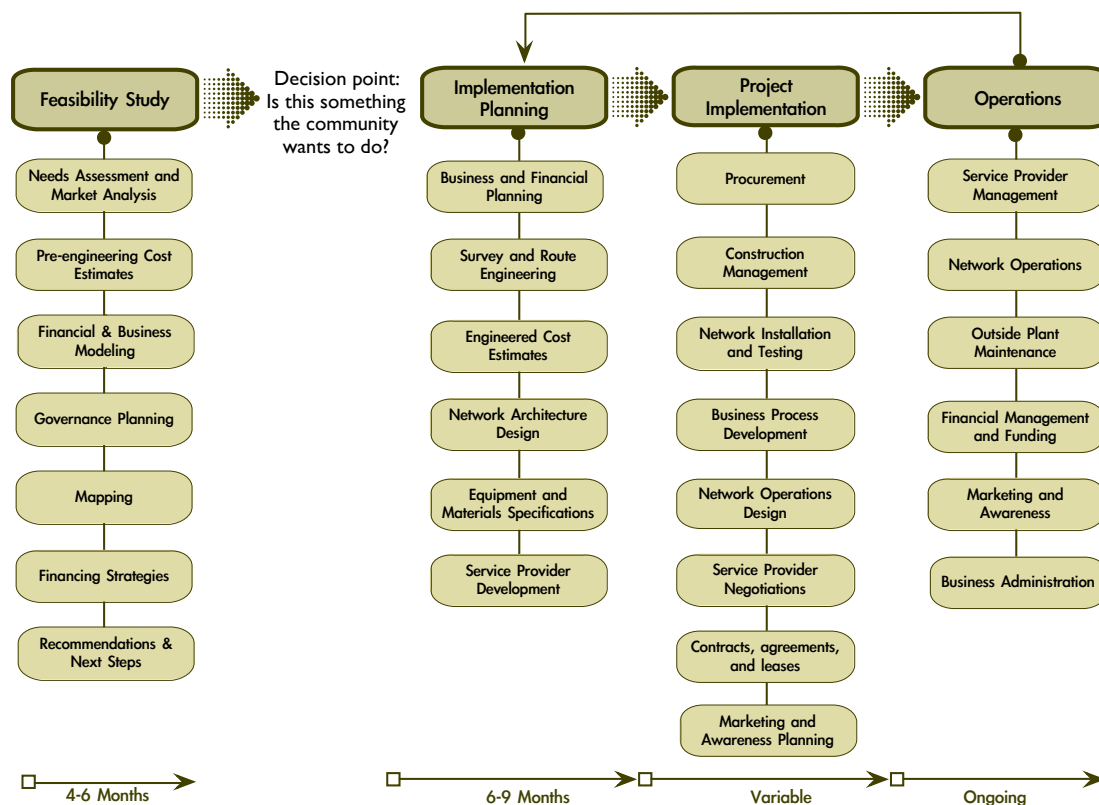 Feasibility Study
Decision point:
Is this something
the community
wants to do?
Implementation
Planning
Project
Implementation
Operations
Needs Assessment and
Market Analysis
Pre-engineering Cost
Estimates
Financial & Business
Modeling
Governance Planning
Mapping
Financing Strategies
Recommendations &
Next Steps
Business and Financial
Planning
Survey and Route
Engineering
Engineered Cost
Estimates
Network Architecture
Design
Equipment and
Materials Specifications
Service Provider
Development
Procurement
Construction
Management
Network Installation
and Testing
Business Process
Development
Network Operations
Design
Service Provider
Negotiations
Contracts, agreements,
and leases
Marketing and
Awareness Planning
Service Provider
Management
Network Operations
Outside Plant
Maintenance
Financial Management
and Funding
Marketing and
Awareness
Business Administration
4-6 Months
6-9 Months
Variable
Ongoing